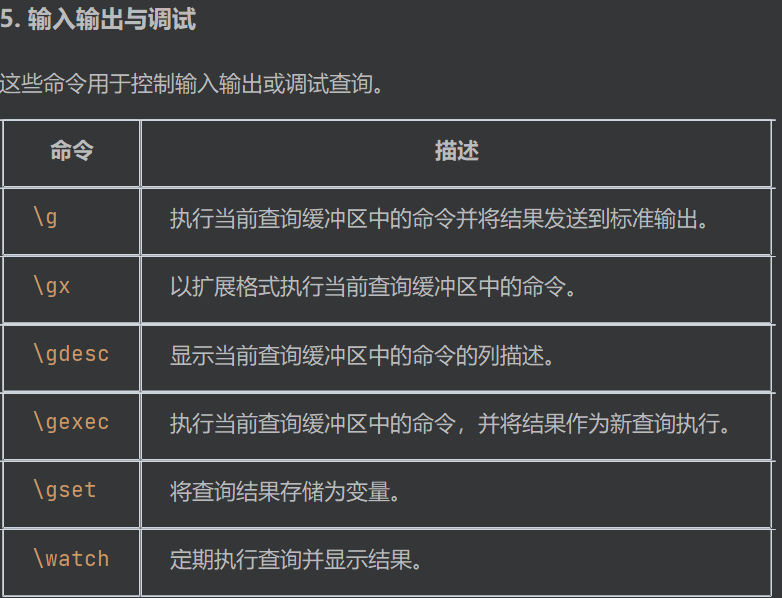 5. 输入输出与调试
这些命令用于控制输入输出或调试查询。
命令 描述
\g 执行当前查询缓冲区中的命令并将结果发送到标准输出。
\gx 以扩展格式执行当前查询缓冲区中的命令。
\gdesc 显示当前查询缓冲区中的命令的列描述。
\gexec 执行当前查询缓冲区中的命令，并将结果作为新查询执行。
\gset 将查询结果存储为变量。
\watch 定期执行查询并显示结果。